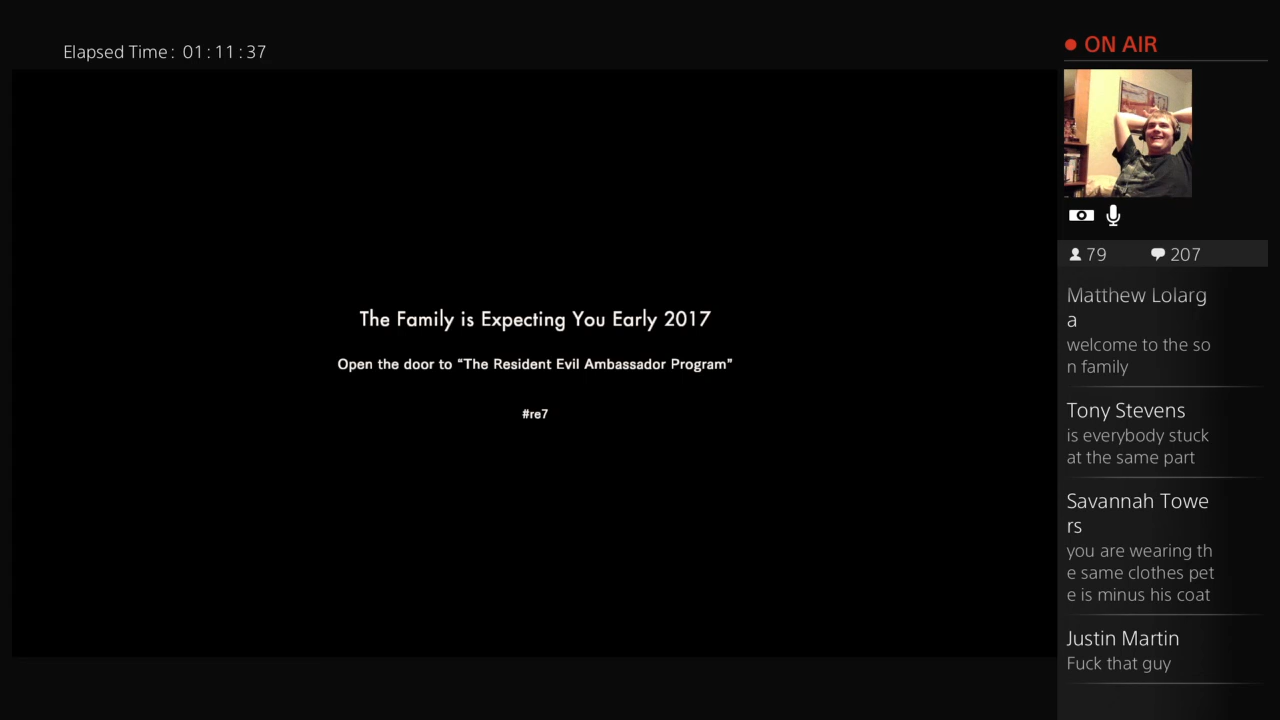 Elapsed Time: 01:11:37
ON AIR
The Family is Expecting You Early 2017
Open the door to “The Resident Evil Ambassador Program”
#re7
79 207
Matthew Lolarg
a
welcome to the so
n family
Tony Stevens
is everybody stuck
at the same part
Savannah Towe
rs
you are wearing th
e same clothes pet
e is minus his coat
Justin Martin
Fuck that guy